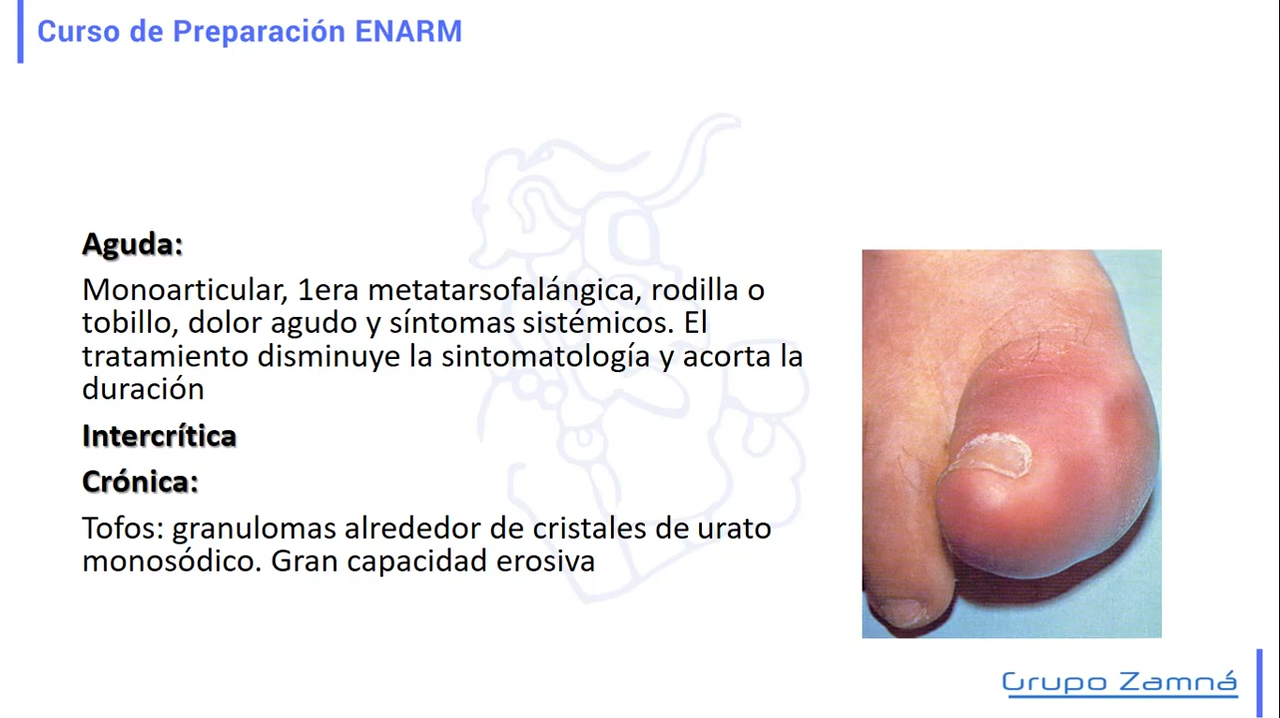 Curso de Preparación ENARM
Aguda:
Monoarticular, 1era metatarsofalángica, rodilla o
tobillo, dolor agudo y síntomas sistémicos. El
tratamiento disminuye la sintomatología y acorta la
duración
Intercrítica
Crónica:
Tofos: granulomas alrededor de cristales de urato
monosódico. Gran capacidad erosiva
Grupo Zamná